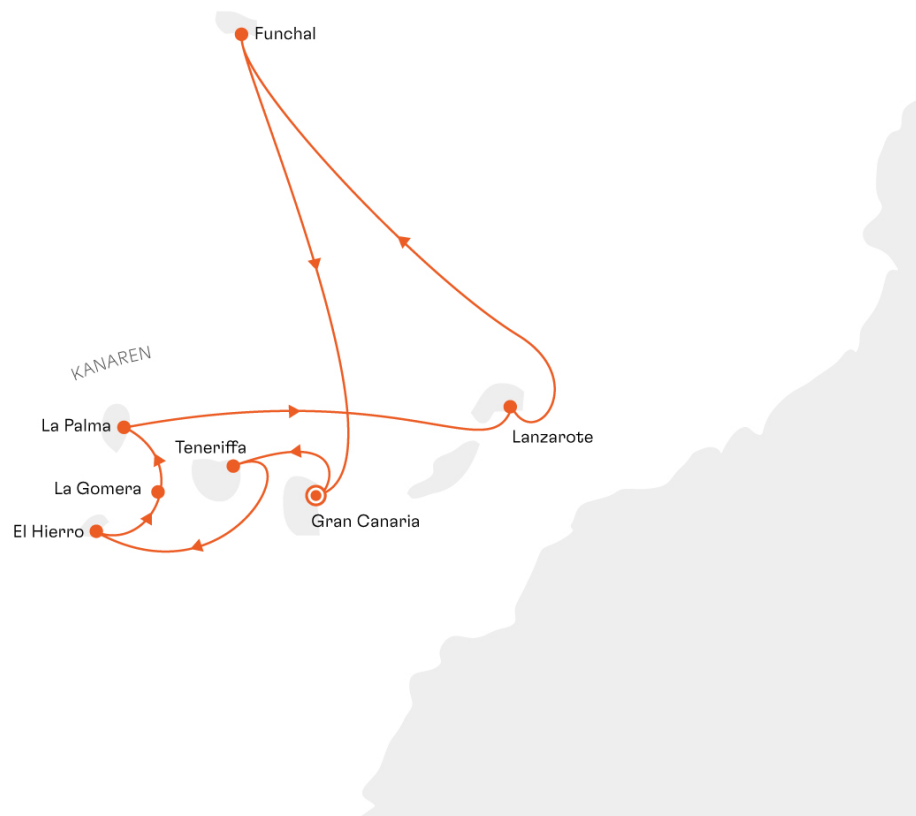 Funchal
KANAREN
La Palma
Teneriffa
Lanzarote
La Gomera
Gran Canaria
El Hierro